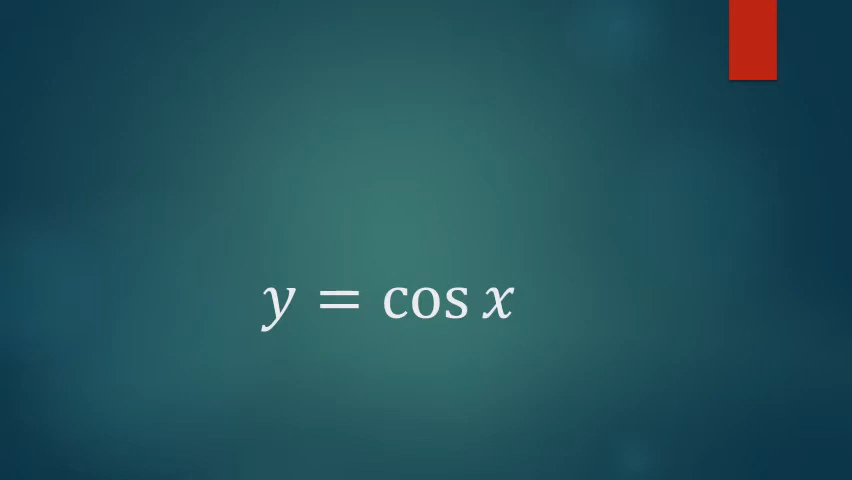 y = cos x